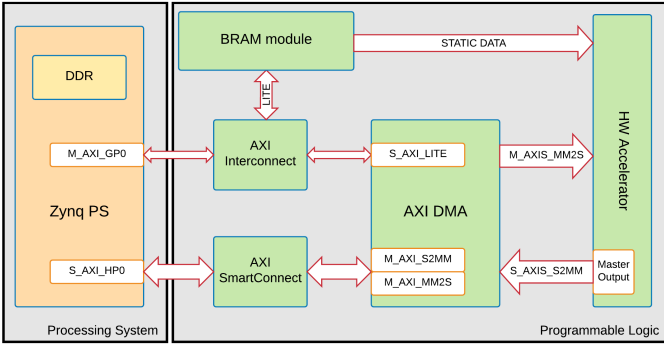 BRAM module
STATIC DATA
DDR
LITE
HW Accelerator
M_AXI_GP0
AXI
Interconnect
S_AXI_LITE
M_AXIS_MM2S
Zynq PS
AXI DMA
S_AXI_HP0
AXI
SmartConnect
M_AXI_S2MM
M_AXI_MM2S
S_AXIS_S2MM
Master
Output
Processing System
Programmable Logic